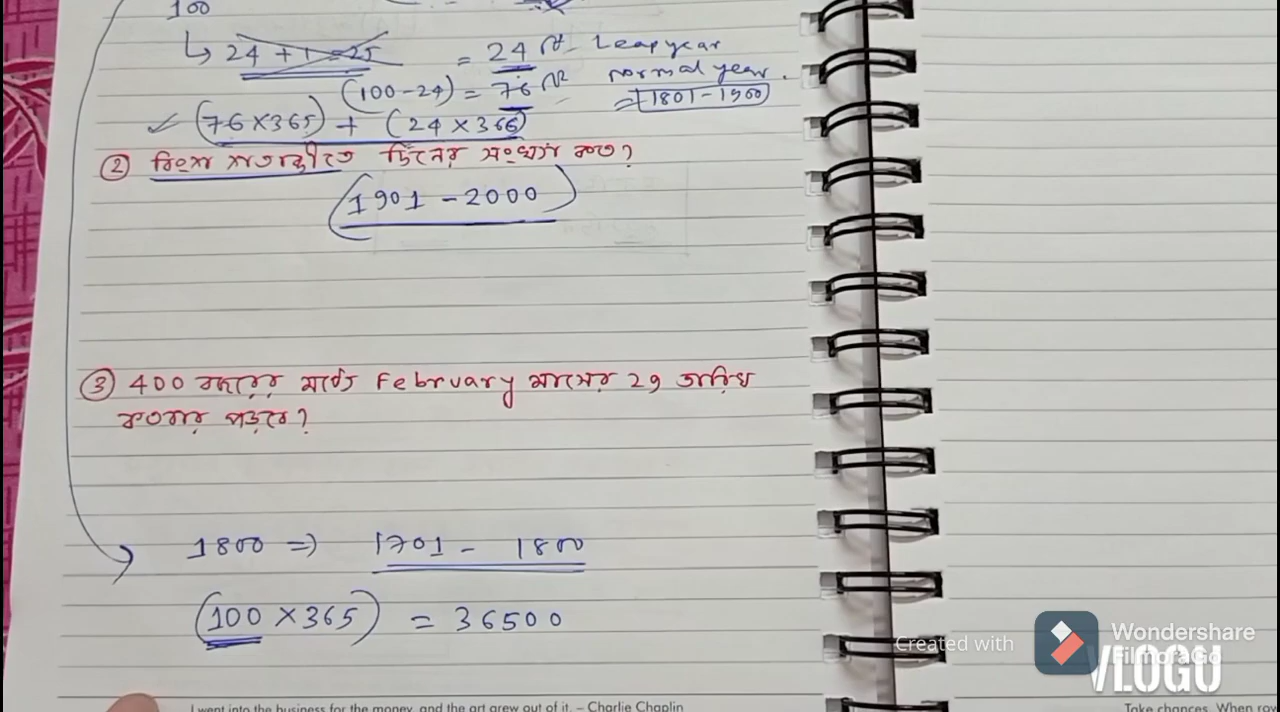 100
↳ 24 + 1 = 25 = 24 টি Leap year
(100 - 24) = 76 টি normal year.
✓ (76 × 365) + (24 × 366) = 1801 - 1900
② বিংশ শতাব্দীতে দিনের সংখ্যা কত?
(1901 - 2000)
③ 400 বছরের মধ্যে February মাসের 29 তারিখ
কতবার পড়বে?
1800 ⇒ 1701 - 1800
(100 × 365) = 36500
Created with Wondershare FilmoraGo
VLOGU
I went into the business for the money, and the art grew out of it. – Charlie Chaplin
Take chances. When